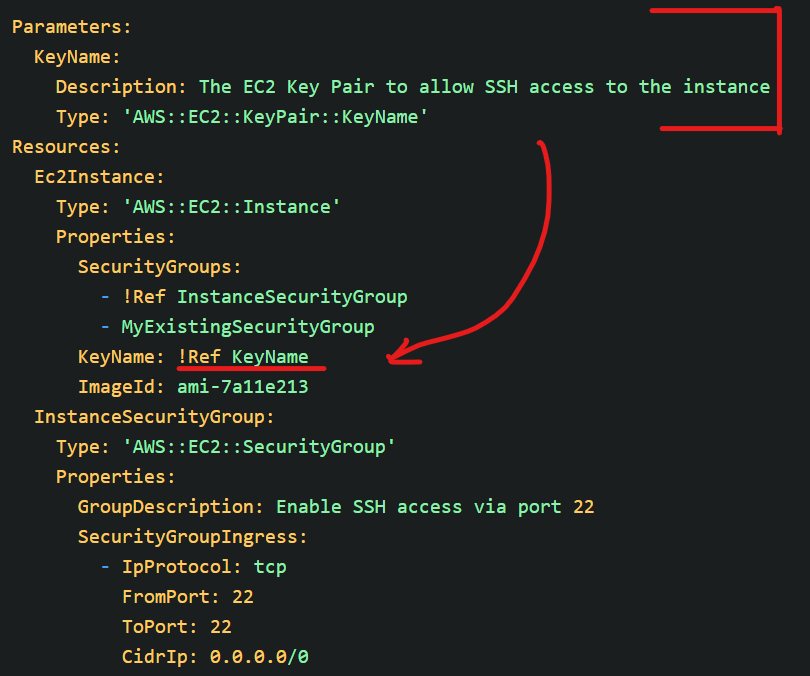 Parameters:
  KeyName:
    Description: The EC2 Key Pair to allow SSH access to the instance
    Type: 'AWS::EC2::KeyPair::KeyName'
Resources:
  Ec2Instance:
    Type: 'AWS::EC2::Instance'
    Properties:
      SecurityGroups:
        - !Ref InstanceSecurityGroup
        - MyExistingSecurityGroup
      KeyName: !Ref KeyName
      ImageId: ami-7a11e213
  InstanceSecurityGroup:
    Type: 'AWS::EC2::SecurityGroup'
    Properties:
      GroupDescription: Enable SSH access via port 22
      SecurityGroupIngress:
        - IpProtocol: tcp
          FromPort: 22
          ToPort: 22
          CidrIp: 0.0.0.0/0